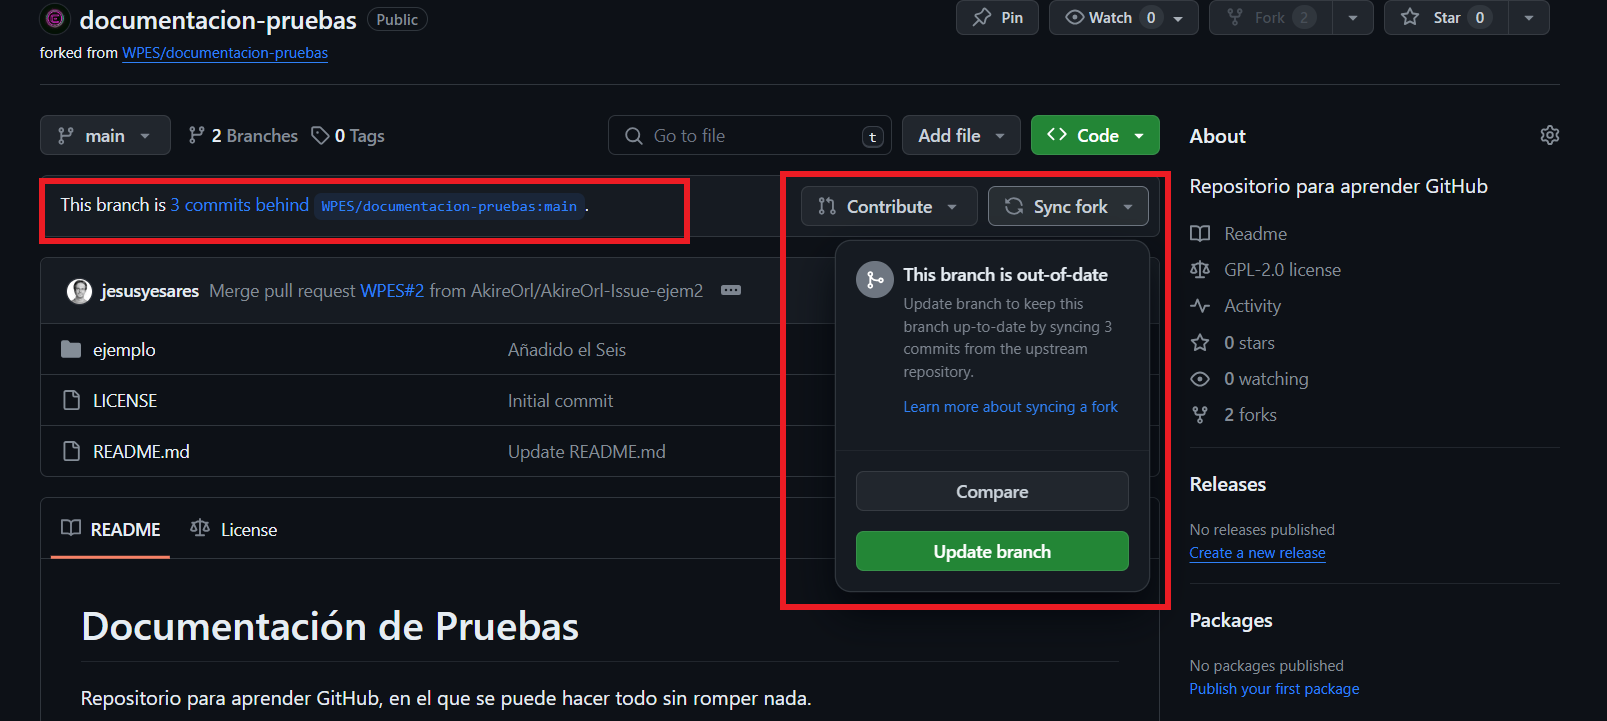 documentacion-pruebas Public
Pin Watch 0 Fork 2 Star 0
forked from WPES/documentacion-pruebas
main 2 Branches 0 Tags Go to file t Add file Code
This branch is 3 commits behind WPES/documentacion-pruebas:main .
Contribute Sync fork
jesusyesares Merge pull request WPES#2 from AkireOrl/AkireOrl-Issue-ejem2
ejemplo Añadido el Seis
LICENSE Initial commit
README.md Update README.md
This branch is out-of-date
Update branch to keep this
branch up-to-date by syncing 3
commits from the upstream
repository.
Learn more about syncing a fork
Compare
Update branch
README License
Documentación de Pruebas
Repositorio para aprender GitHub, en el que se puede hacer todo sin romper nada.
About
Repositorio para aprender GitHub
Readme
GPL-2.0 license
Activity
0 stars
0 watching
2 forks
Releases
No releases published
Create a new release
Packages
No packages published
Publish your first package